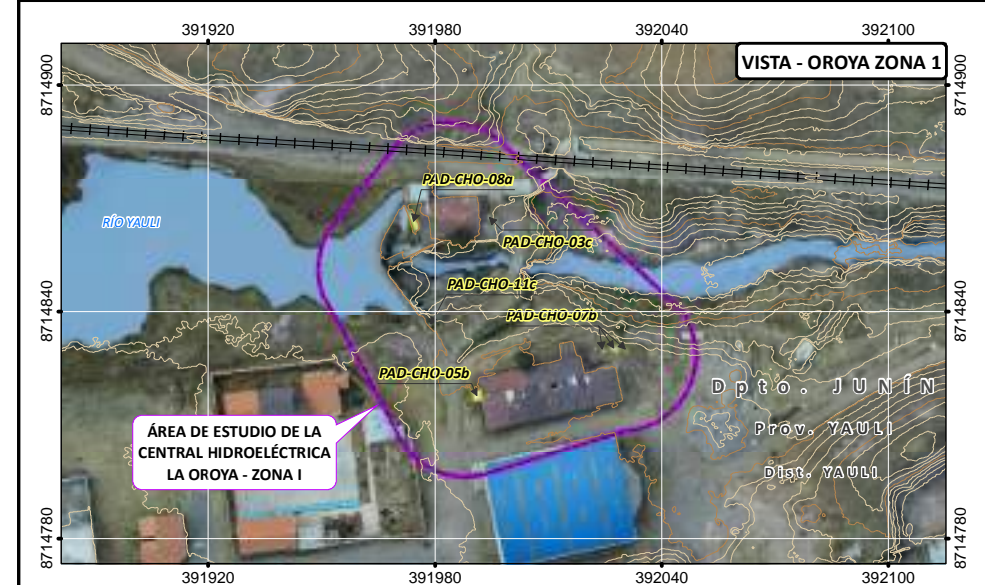 391920 391980 392040 392100
VISTA - OROYA ZONA 1
8714900 8714900
PAD-CHO-08a
RÍO YAULI
PAD-CHO-03c
PAD-CHO-11c
8714840 8714840
PAD-CHO-07b
PAD-CHO-05b
Dpto. JUNÍN
Prov. YAULI
Dist. YAULI
ÁREA DE ESTUDIO DE LA
CENTRAL HIDROELÉCTRICA
LA OROYA - ZONA I
8714780 8714780
391920 391980 392040 392100